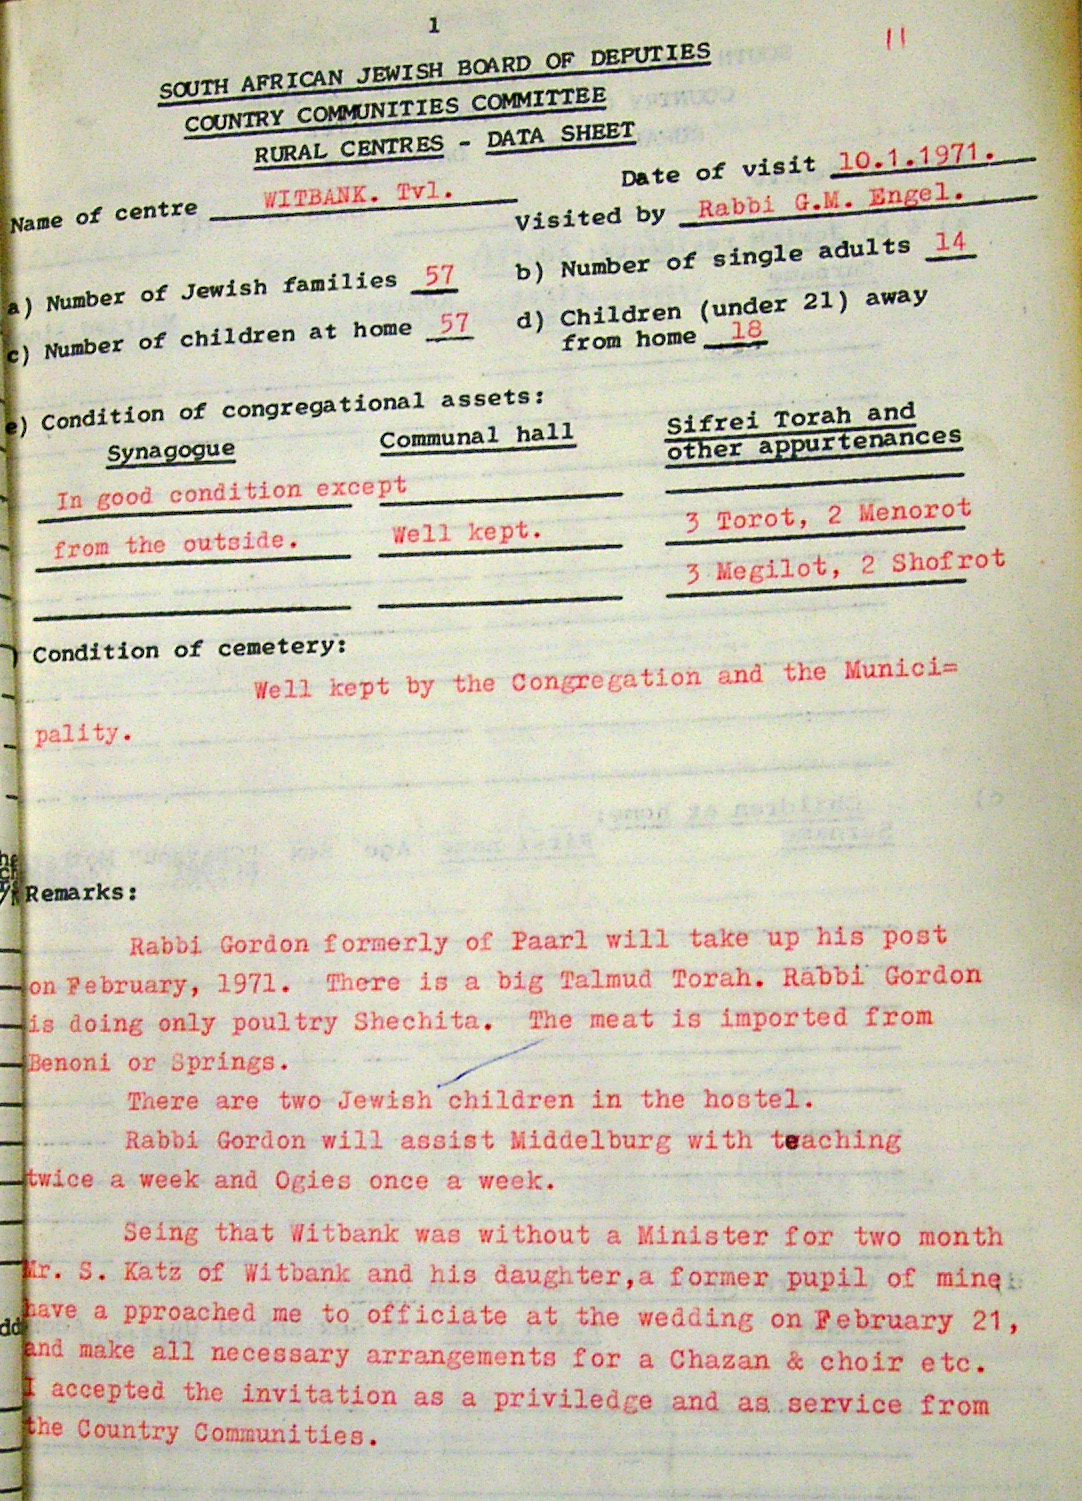 1
11
SOUTH AFRICAN JEWISH BOARD OF DEPUTIES
COUNTRY COMMUNITIES COMMITTEE
RURAL CENTRES - DATA SHEET
Name of centre WITBANK. Tvl.
Date of visit 10.1.1971.
Visited by Rabbi G.M. Engel.
a) Number of Jewish families 57
b) Number of single adults 14
c) Number of children at home 57
d) Children (under 21) away
from home 18
e) Condition of congregational assets:
Synagogue
In good condition except
from the outside.
Communal hall
Well kept.
Sifrei Torah and
other appurtenances
3 Torot, 2 Menorot
3 Megilot, 2 Shofrot
) Condition of cemetery:
Well kept by the Congregation and the Munici=
pality.
Remarks:
Rabbi Gordon formerly of Paarl will take up his post
on February, 1971. There is a big Talmud Torah. Rabbi Gordon
is doing only poultry Shechita. The meat is imported from
Benoni or Springs.
There are two Jewish children in the hostel.
Rabbi Gordon will assist Middelburg with teaching
twice a week and Ogies once a week.
Seing that Witbank was without a Minister for two month
Mr. S. Katz of Witbank and his daughter,a former pupil of mine
have a pproached me to officiate at the wedding on February 21,
and make all necessary arrangements for a Chazan & choir etc.
I accepted the invitation as a priviledge and as service from
the Country Communities.